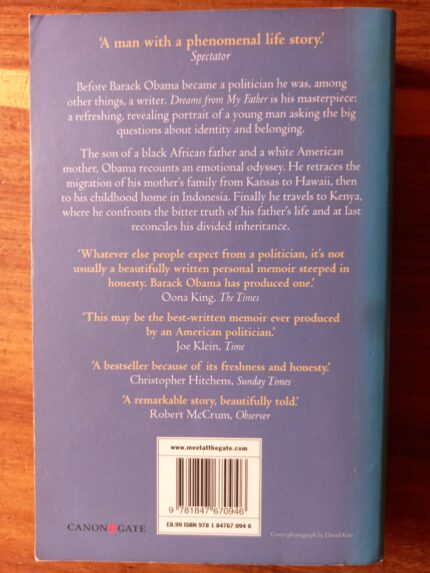 ‘A man with a phenomenal life story.’
Spectator
Before Barack Obama became a politician he was, among
other things, a writer. Dreams from My Father is his masterpiece:
a refreshing, revealing portrait of a young man asking the big
questions about identity and belonging.
The son of a black African father and a white American
mother, Obama recounts an emotional odyssey. He retraces the
migration of his mother’s family from Kansas to Hawaii, then
to his childhood home in Indonesia. Finally he travels to Kenya,
where he confronts the bitter truth of his father’s life and at last
reconciles his divided inheritance.
‘Whatever else people expect from a politician, it’s not
usually a beautifully written personal memoir steeped in
honesty. Barack Obama has produced one.’
Oona King, The Times
‘This may be the best-written memoir ever produced
by an American politician.’
Joe Klein, Time
‘A bestseller because of its freshness and honesty.’
Christopher Hitchens, Sunday Times
‘A remarkable story, beautifully told.’
Robert McCrum, Observer
www.meetatthegate.com
9 781847 670946
£8.99 ISBN 978 1 84767 094 6
CANONGATE
Cover photograph by David Katz